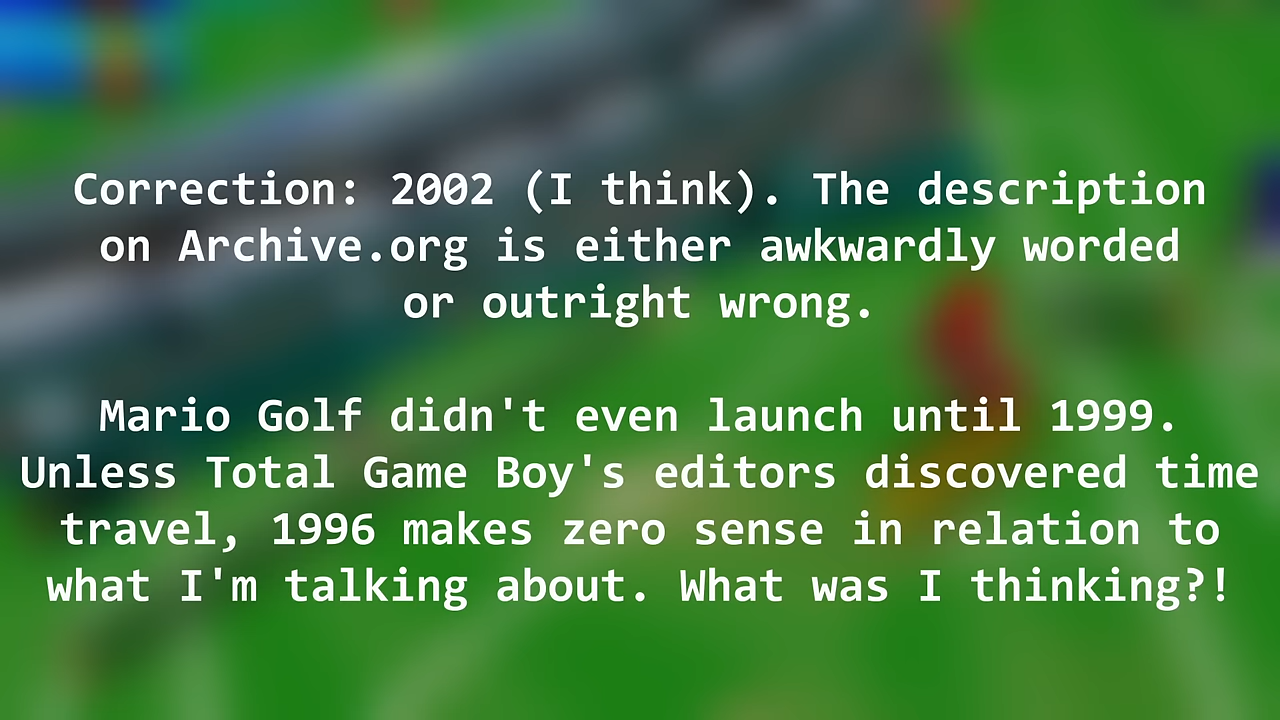 Correction: 2002 (I think). The description
on Archive.org is either awkwardly worded
or outright wrong.
Mario Golf didn't even launch until 1999.
Unless Total Game Boy's editors discovered time
travel, 1996 makes zero sense in relation to
what I'm talking about. What was I thinking?!